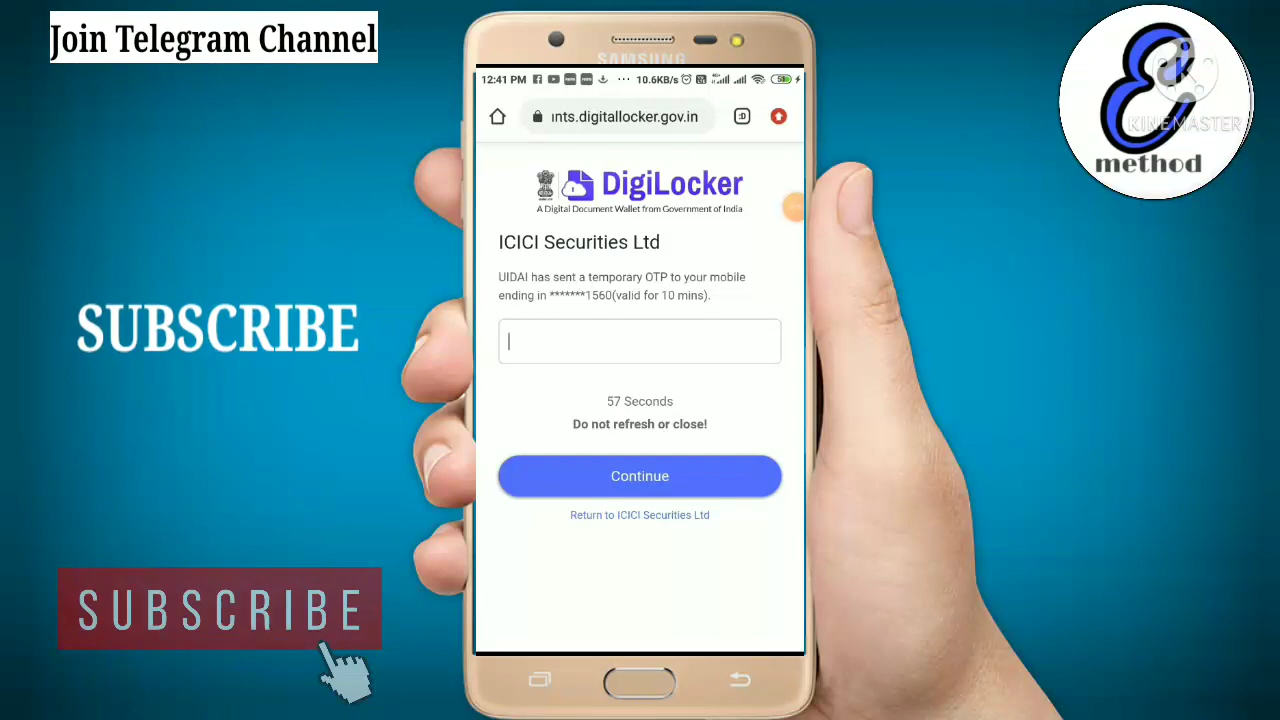 Join Telegram Channel
SAMSUNG
12:41 PM
10.6KB/s
nts.digitallocker.gov.in
:D
DigiLocker
A Digital Document Wallet from Government of India
ICICI Securities Ltd
UIDAI has sent a temporary OTP to your mobile
ending in *******1560(valid for 10 mins).
57 Seconds
Do not refresh or close!
Continue
Return to ICICI Securities Ltd
SUBSCRIBE
SUBSCRIBE
K
KINEMASTER
method